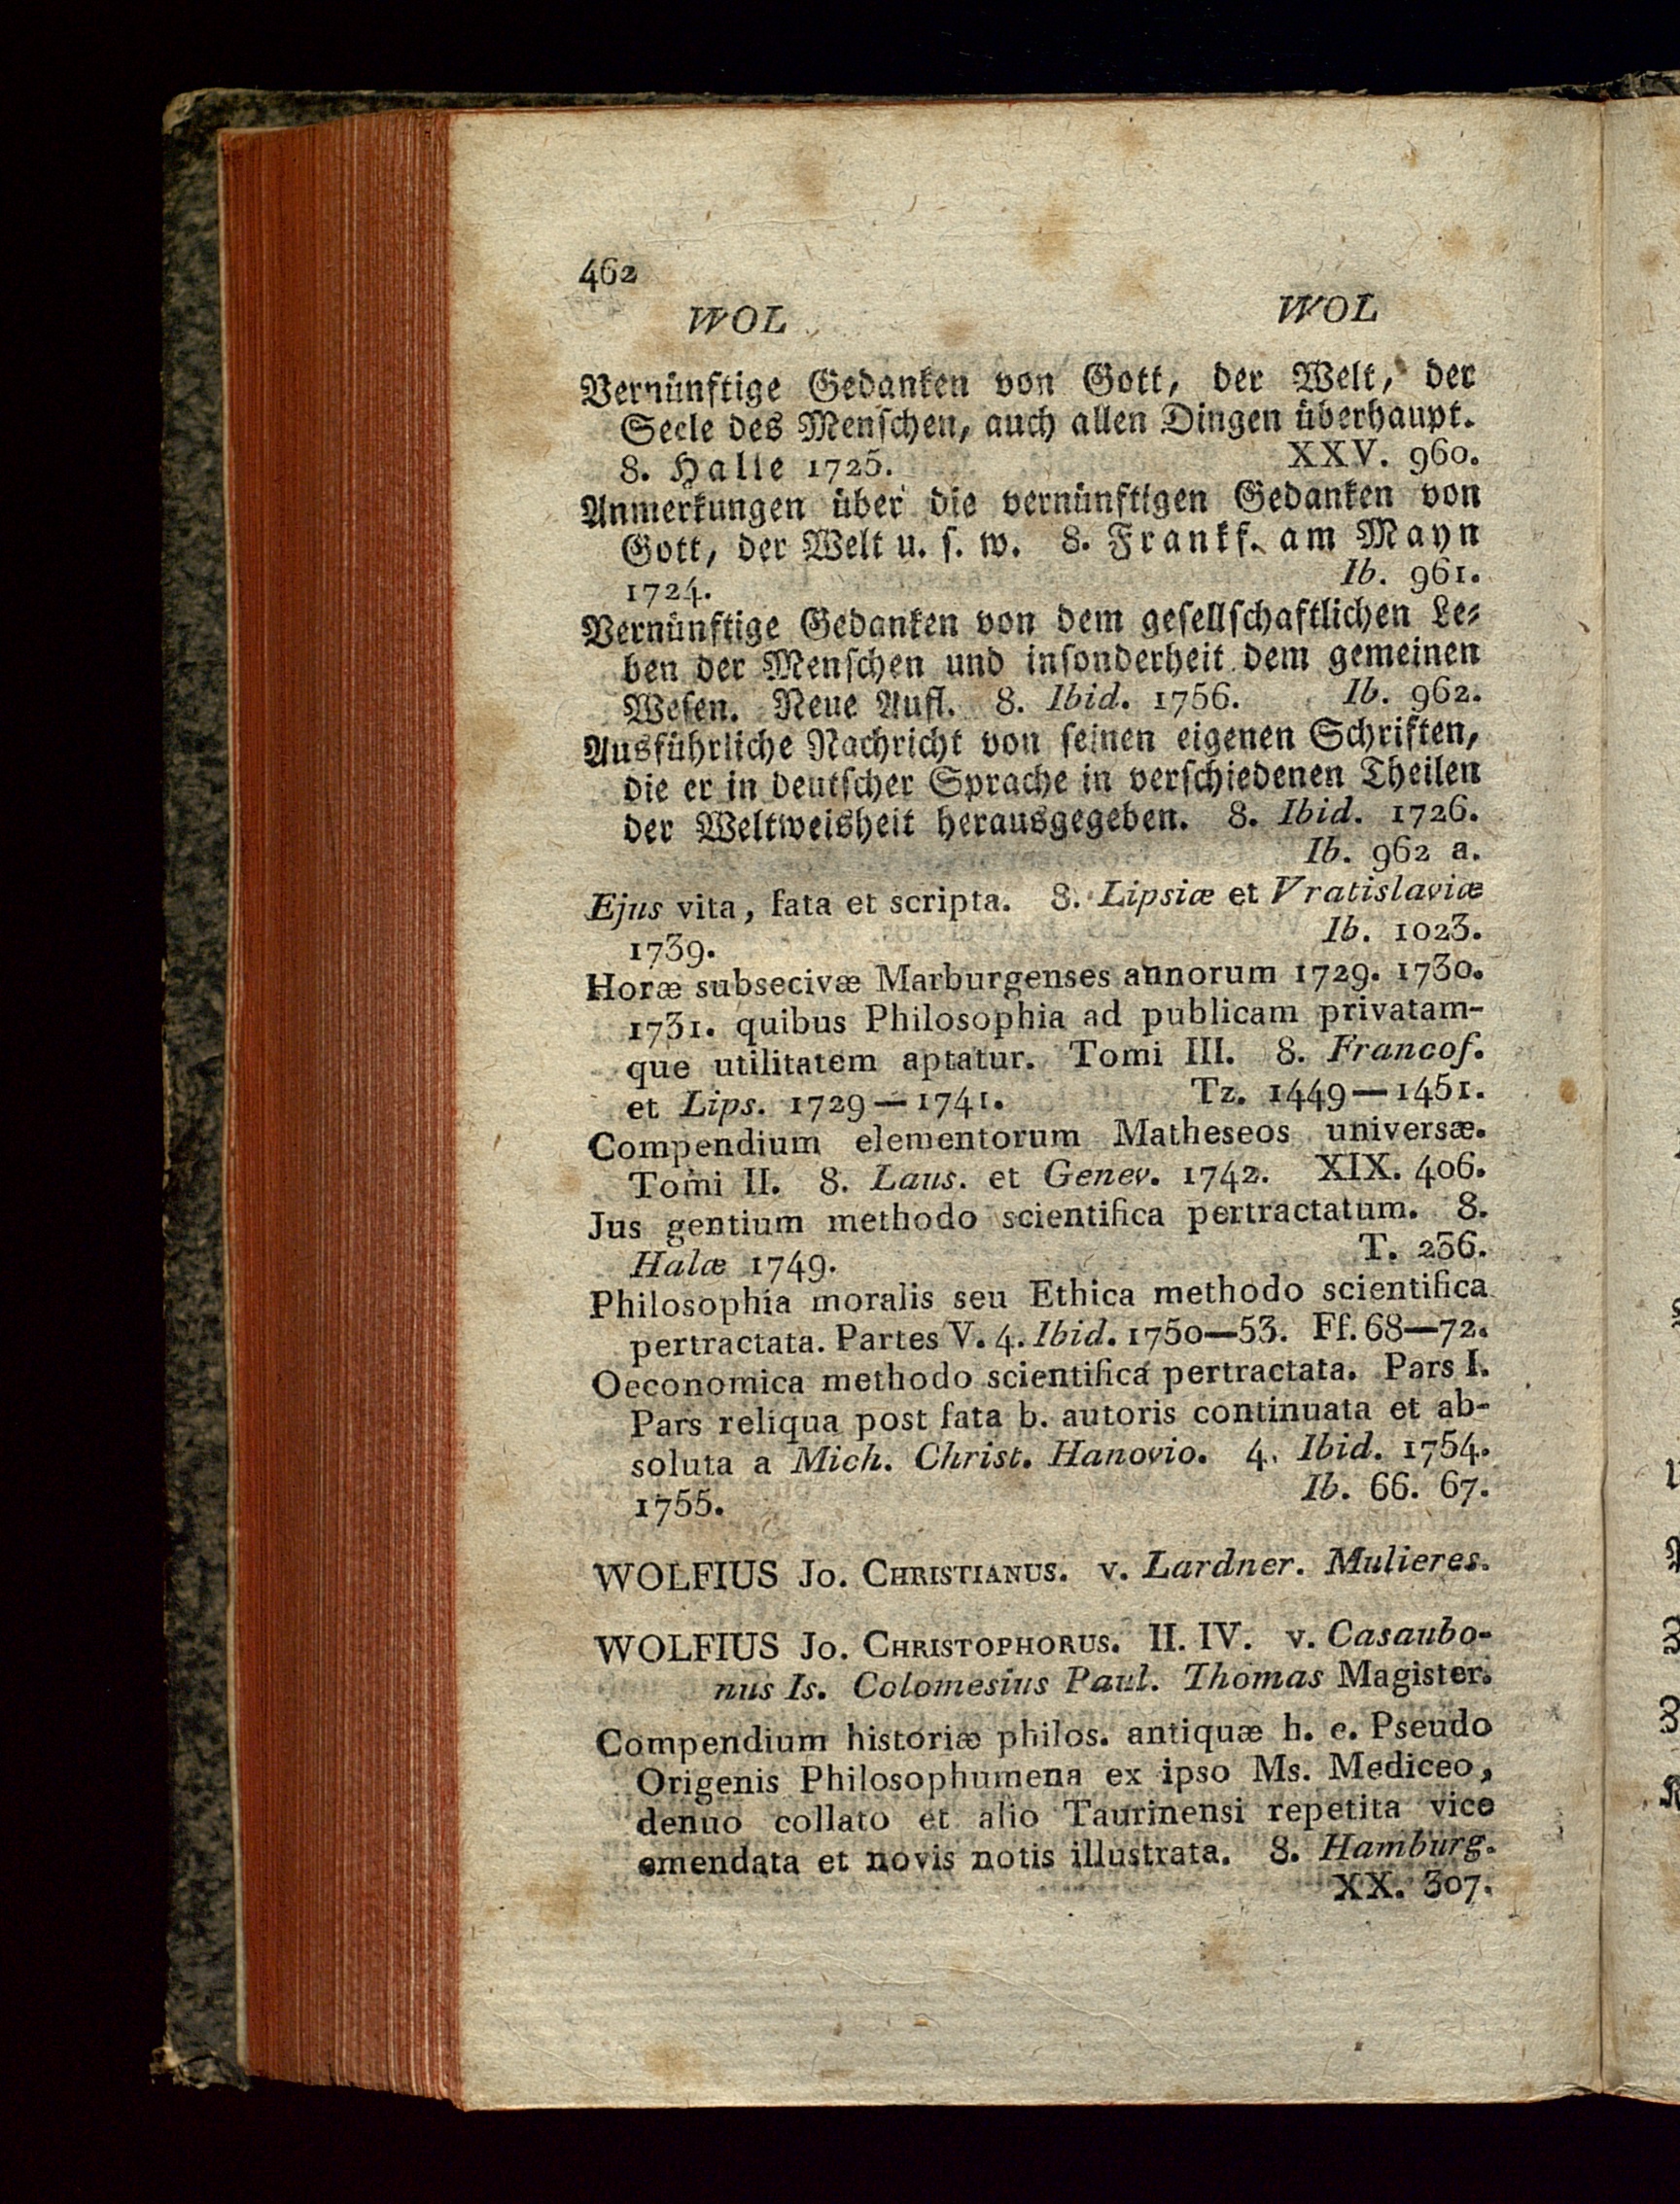 462
WOL WOL
Vernünftige Gedanken von Gott, der Welt, der
Seele des Menschen, auch allen Dingen überhaupt.
8. Halle 1725. XXV. 960.
Anmerkungen über die vernünftigen Gedanken von
Gott, der Welt u. s. w. 8. Frankf. am Mayn
1724. Ib. 961.
Vernünftige Gedanken von dem gesellschaftlichen Le⸗
ben der Menschen und insonderheit dem gemeinen
Wesen. Neue Aufl. 8. Ibid. 1756. Ib. 962.
Ausführliche Nachricht von seinen eigenen Schriften,
die er in deutscher Sprache in verschiedenen Theilen
der Weltweisheit herausgegeben. 8. Ibid. 1726.
Ib. 962 a.
Ejus vita, fata et scripta. 8. Lipsiæ et Vratislaviæ
1739. Ib. 1023.
Horæ subsecivæ Marburgenses annorum 1729. 1730.
1731. quibus Philosophia ad publicam privatam-
que utilitatem aptatur. Tomi III. 8. Francof.
et Lips. 1729—1741. Tz. 1449—1451.
Compendium elementorum Matheseos universæ.
Tomi II. 8. Laus. et Genev. 1742. XIX. 406.
Jus gentium methodo scientifica pertractatum. 8.
Halæ 1749. T. 256.
Philosophia moralis seu Ethica methodo scientifica
pertractata. Partes V. 4. Ibid. 1750—53. Ff. 68—72.
Oeconomica methodo scientifica pertractata. Pars I.
Pars reliqua post fata b. autoris continuata et ab-
soluta a Mich. Christ. Hanovio. 4. Ibid. 1754.
1755. Ib. 66. 67.
WOLFIUS Jo. CHRISTIANUS. v. Lardner. Mulieres.
WOLFIUS Jo. CHRISTOPHORUS. II. IV. v. Casaubo-
nus Is. Colomesius Paul. Thomas Magister.
Compendium historiæ philos. antiquæ h. e. Pseudo
Origenis Philosophumena ex ipso Ms. Mediceo,
denuo collato et alio Taurinensi repetita vice
emendata et novis notis illustrata. 8. Hamburg.
XX. 307.